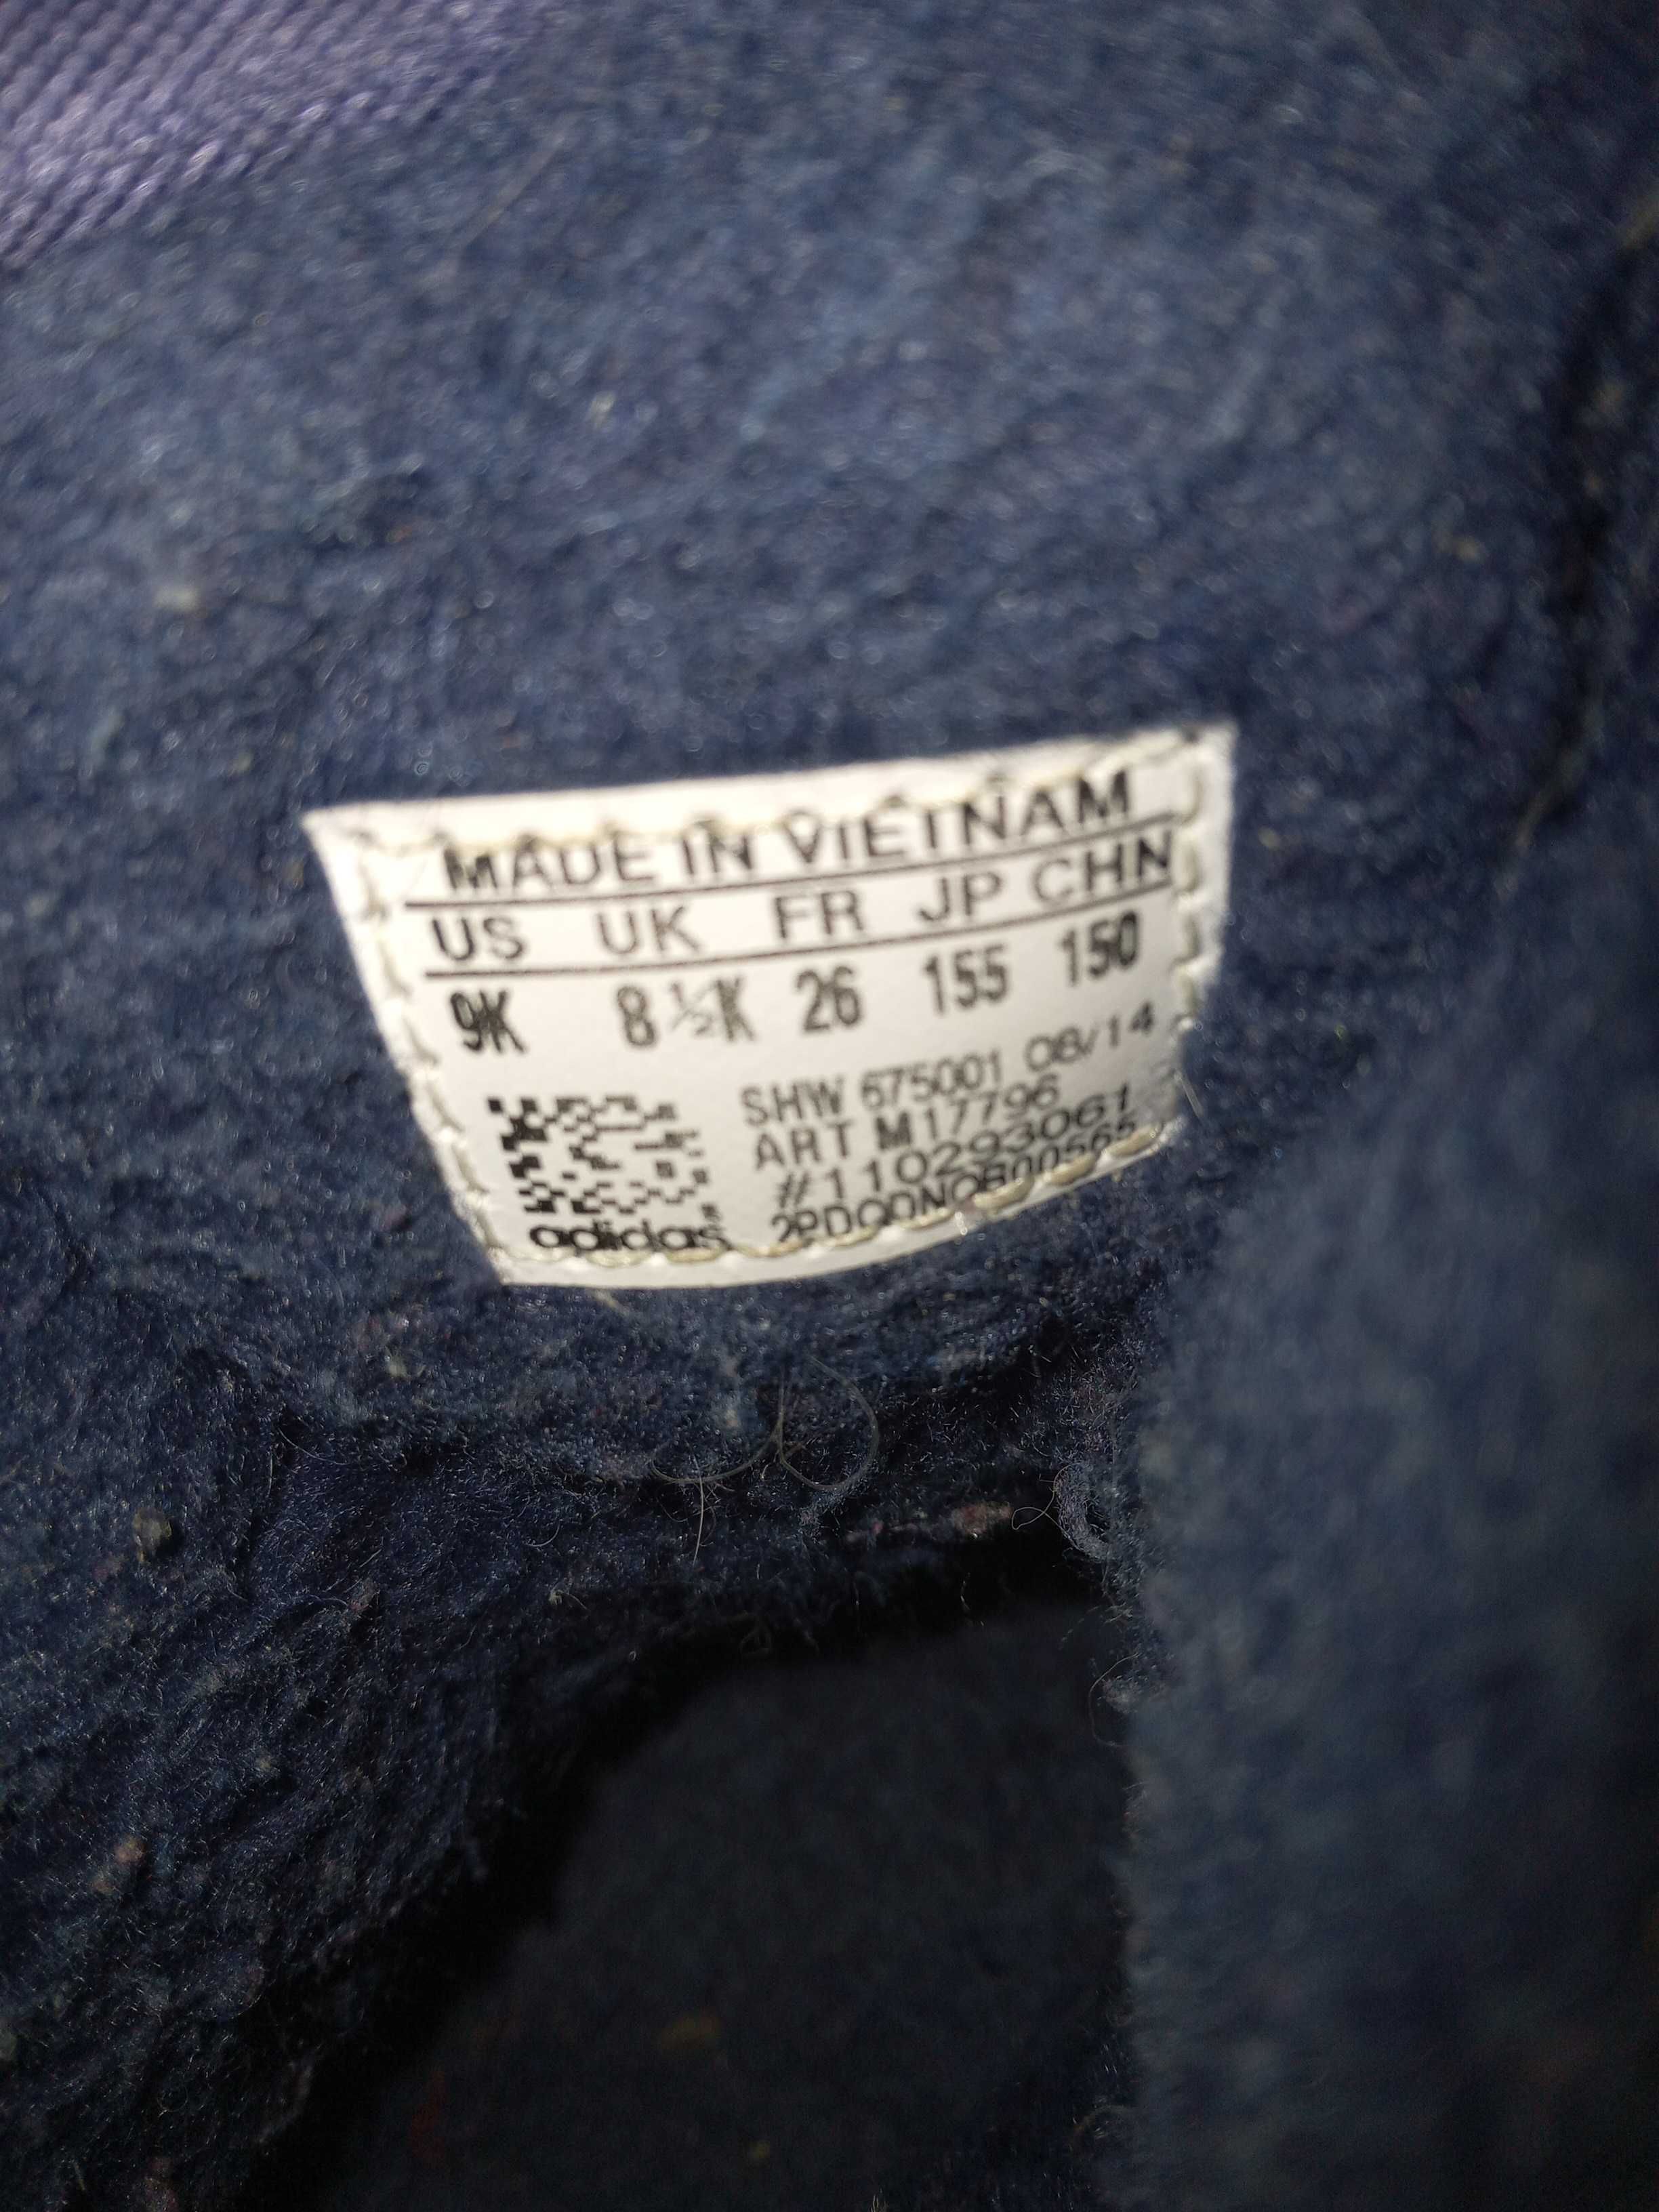 MADE IN VIETNAM
US UK FR JP CHN
9K 8½K 26 155 150
SHW 675001 08/14
ART M17796
#110293061
adidas